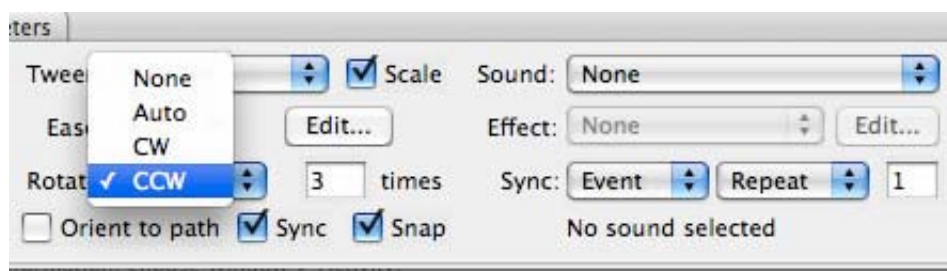 ters
Twee Scale Sound: None
None
Auto
Eas Edit... Effect: None Edit...
CW
Rotat ✓ CCW 3 times Sync: Event Repeat 1
Orient to path Sync Snap No sound selected